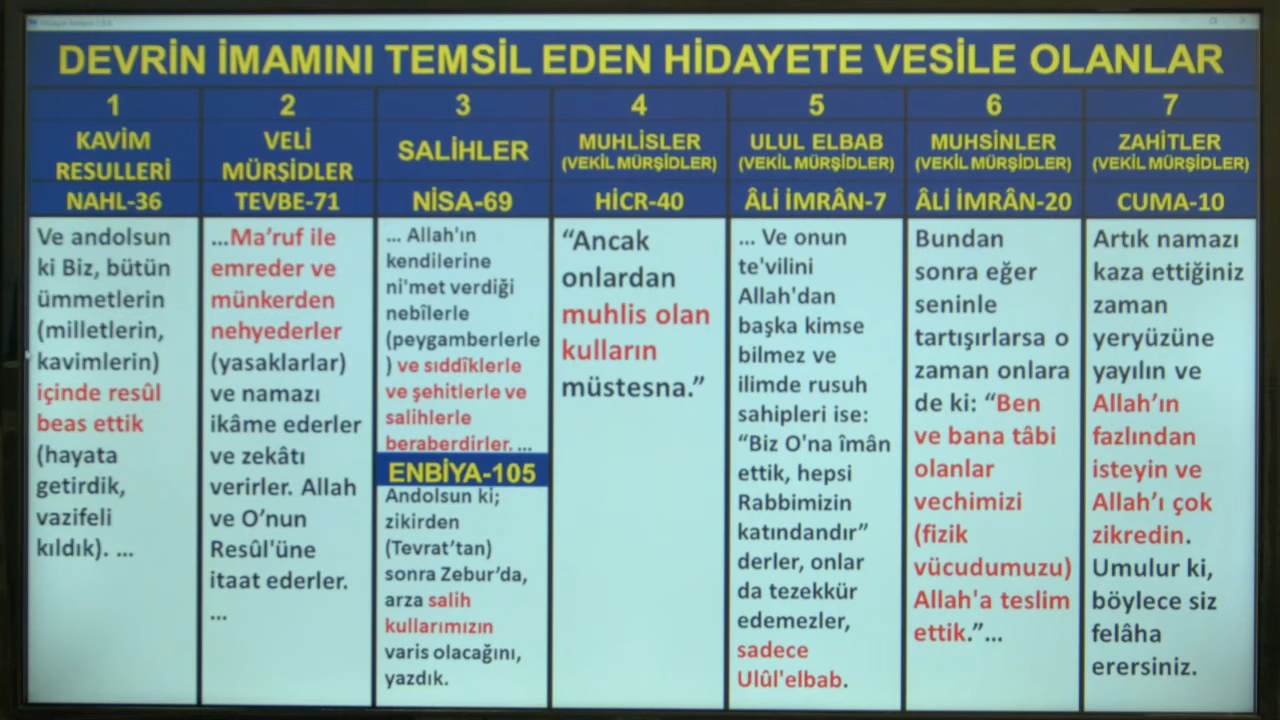 DEVRİN İMAMINI TEMSİL EDEN HİDAYETE VESİLE OLANLAR
1
KAVİM
RESULLERİ
NAHL-36
Ve andolsun
ki Biz, bütün
ümmetlerin
(milletlerin,
kavimlerin)
içinde resûl
beas ettik
(hayata
getirdik,
vazifeli
kıldık). ...
2
VELİ
MÜRŞİDLER
TEVBE-71
...Ma’ruf ile
emreder ve
münkerden
nehyederler
(yasaklarlar)
ve namazı
ikâme ederler
ve zekâtı
verirler. Allah
ve O’nun
Resûl'üne
itaat ederler.
...
3
SALİHLER
NİSA-69
... Allah'ın
kendilerine
ni'met verdiği
nebîlerle
(peygamberlerle
) ve sıddîklerle
ve şehitlerle ve
salihlerle
beraberdirler. ...
ENBİYA-105
Andolsun ki;
zikirden
(Tevrat’tan)
sonra Zebur’da,
arza salih
kullarımızın
varis olacağını,
yazdık.
4
MUHLİSLER
(VEKİL MÜRŞİDLER)
HİCR-40
“Ancak
onlardan
muhlis olan
kulların
müstesna.”
5
ULUL ELBAB
(VEKİL MÜRŞİDLER)
ÂLİ İMRÂN-7
... Ve onun
te'vilini
Allah'dan
başka kimse
bilmez ve
ilimde rusuh
sahipleri ise:
“Biz O'na îmân
ettik, hepsi
Rabbimizin
katındandır”
derler, onlar
da tezekkür
edemezler,
sadece
Ulûl'elbab.
6
MUHSİNLER
(VEKİL MÜRŞİDLER)
ÂLİ İMRÂN-20
Bundan
sonra eğer
seninle
tartışırlarsa o
zaman onlara
de ki: “Ben
ve bana tâbi
olanlar
vechimizi
(fizik
vücudumuzu)
Allah'a teslim
ettik.”...
7
ZAHİTLER
(VEKİL MÜRŞİDLER)
CUMA-10
Artık namazı
kaza ettiğiniz
zaman
yeryüzüne
yayılın ve
Allah’ın
fazlından
isteyin ve
Allah’ı çok
zikredin.
Umulur ki,
böylece siz
felâha
erersiniz.